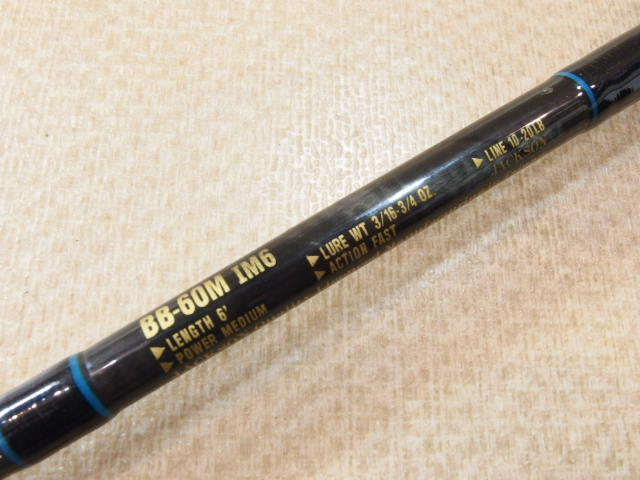 BB-60M IM6
▶ LENGTH 6'
▶ POWER MEDIUM
▶ LURE WT 3/16-3/4 OZ.
▶ ACTION FAST
▶ LINE 10-20LB
JACKSON